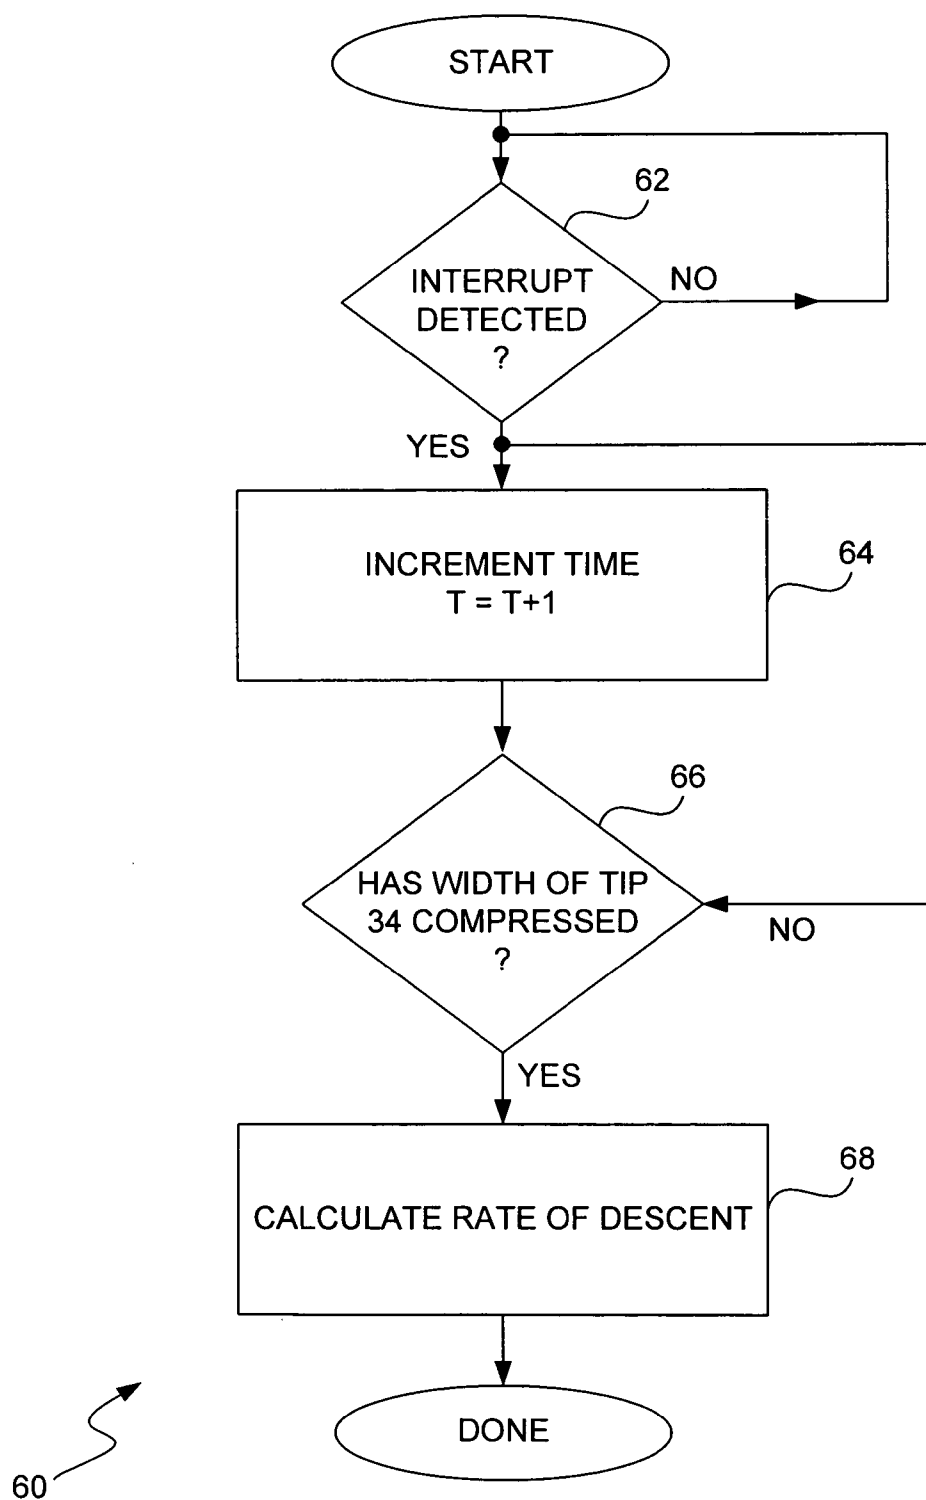 START
62
INTERRUPT
DETECTED
?
NO
YES
INCREMENT TIME
T = T+1
64
66
HAS WIDTH OF TIP
34 COMPRESSED
?
NO
YES
68
CALCULATE RATE OF DESCENT
DONE
60